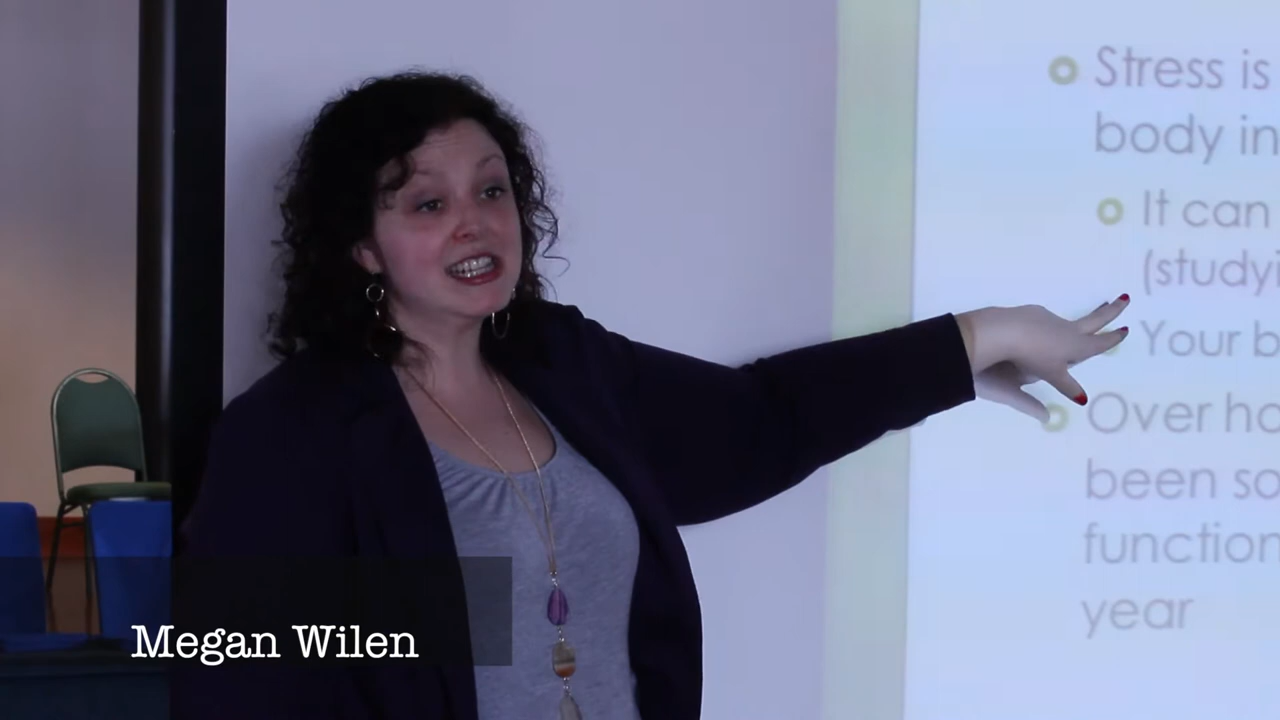 Stress is
body in
It can
(studyi
Your b
Over ho
been so
function
year
Megan Wilen